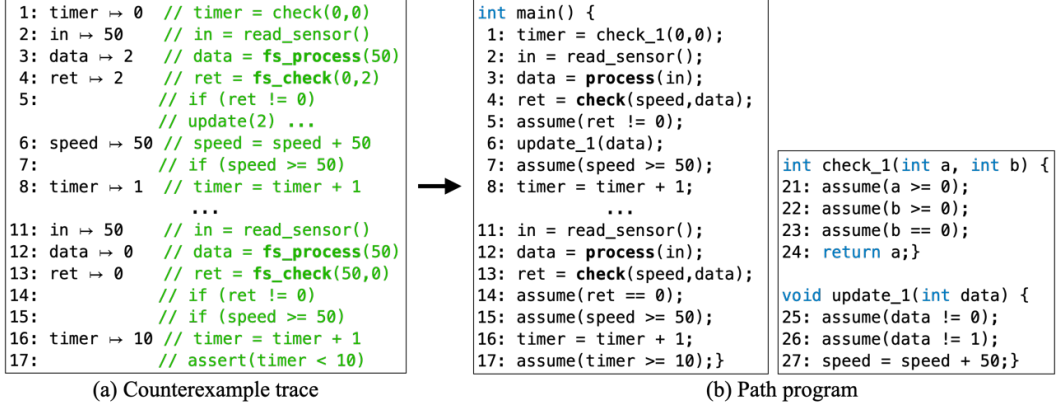 1: timer ↦ 0 // timer = check(0,0)
2: in ↦ 50 // in = read_sensor()
3: data ↦ 2 // data = fs_process(50)
4: ret ↦ 2 // ret = fs_check(0,2)
5: // if (ret != 0)
// update(2) ...
6: speed ↦ 50 // speed = speed + 50
7: // if (speed >= 50)
8: timer ↦ 1 // timer = timer + 1
...
11: in ↦ 50 // in = read_sensor()
12: data ↦ 0 // data = fs_process(50)
13: ret ↦ 0 // ret = fs_check(50,0)
14: // if (ret != 0)
15: // if (speed >= 50)
16: timer ↦ 10 // timer = timer + 1
17: // assert(timer < 10)
(a) Counterexample trace
int main() {
1: timer = check_1(0,0);
2: in = read_sensor();
3: data = process(in);
4: ret = check(speed,data);
5: assume(ret != 0);
6: update_1(data);
7: assume(speed >= 50);
8: timer = timer + 1;
...
11: in = read_sensor();
12: data = process(in);
13: ret = check(speed,data);
14: assume(ret == 0);
15: assume(speed >= 50);
16: timer = timer + 1;
17: assume(timer >= 10);}
int check_1(int a, int b) {
21: assume(a >= 0);
22: assume(b >= 0);
23: assume(b == 0);
24: return a;}
void update_1(int data) {
25: assume(data != 0);
26: assume(data != 1);
27: speed = speed + 50;}
(b) Path program